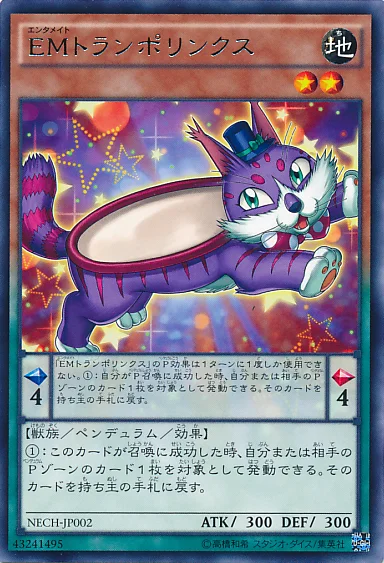 エンタメイト
EMトランポリンクス
ち
地
「EMトランポリンクス」のP効果は1ターンに1度しか使用でき
ない。①：自分がP召喚に成功した時、自分または相手の
Pゾーンのカード1枚を対象として発動できる。そのカード
を持ち主の手札に戻す。
4
4
【獣族／ペンデュラム／効果】
①：このカードが召喚に成功した時、自分または相手の
Pゾーンのカード1枚を対象として発動できる。その
カードを持ち主の手札に戻す。
NECH-JP002
ATK/ 300 DEF/ 300
43241495
©高橋和希 スタジオ・ダイス/集英社